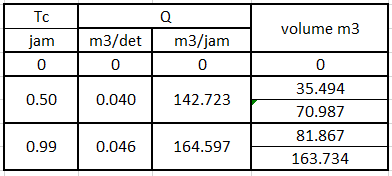 Tc Q volume m3
jam m3/det m3/jam
0 0 0 0
0.50 0.040 142.723 35.494
70.987
0.99 0.046 164.597 81.867
163.734